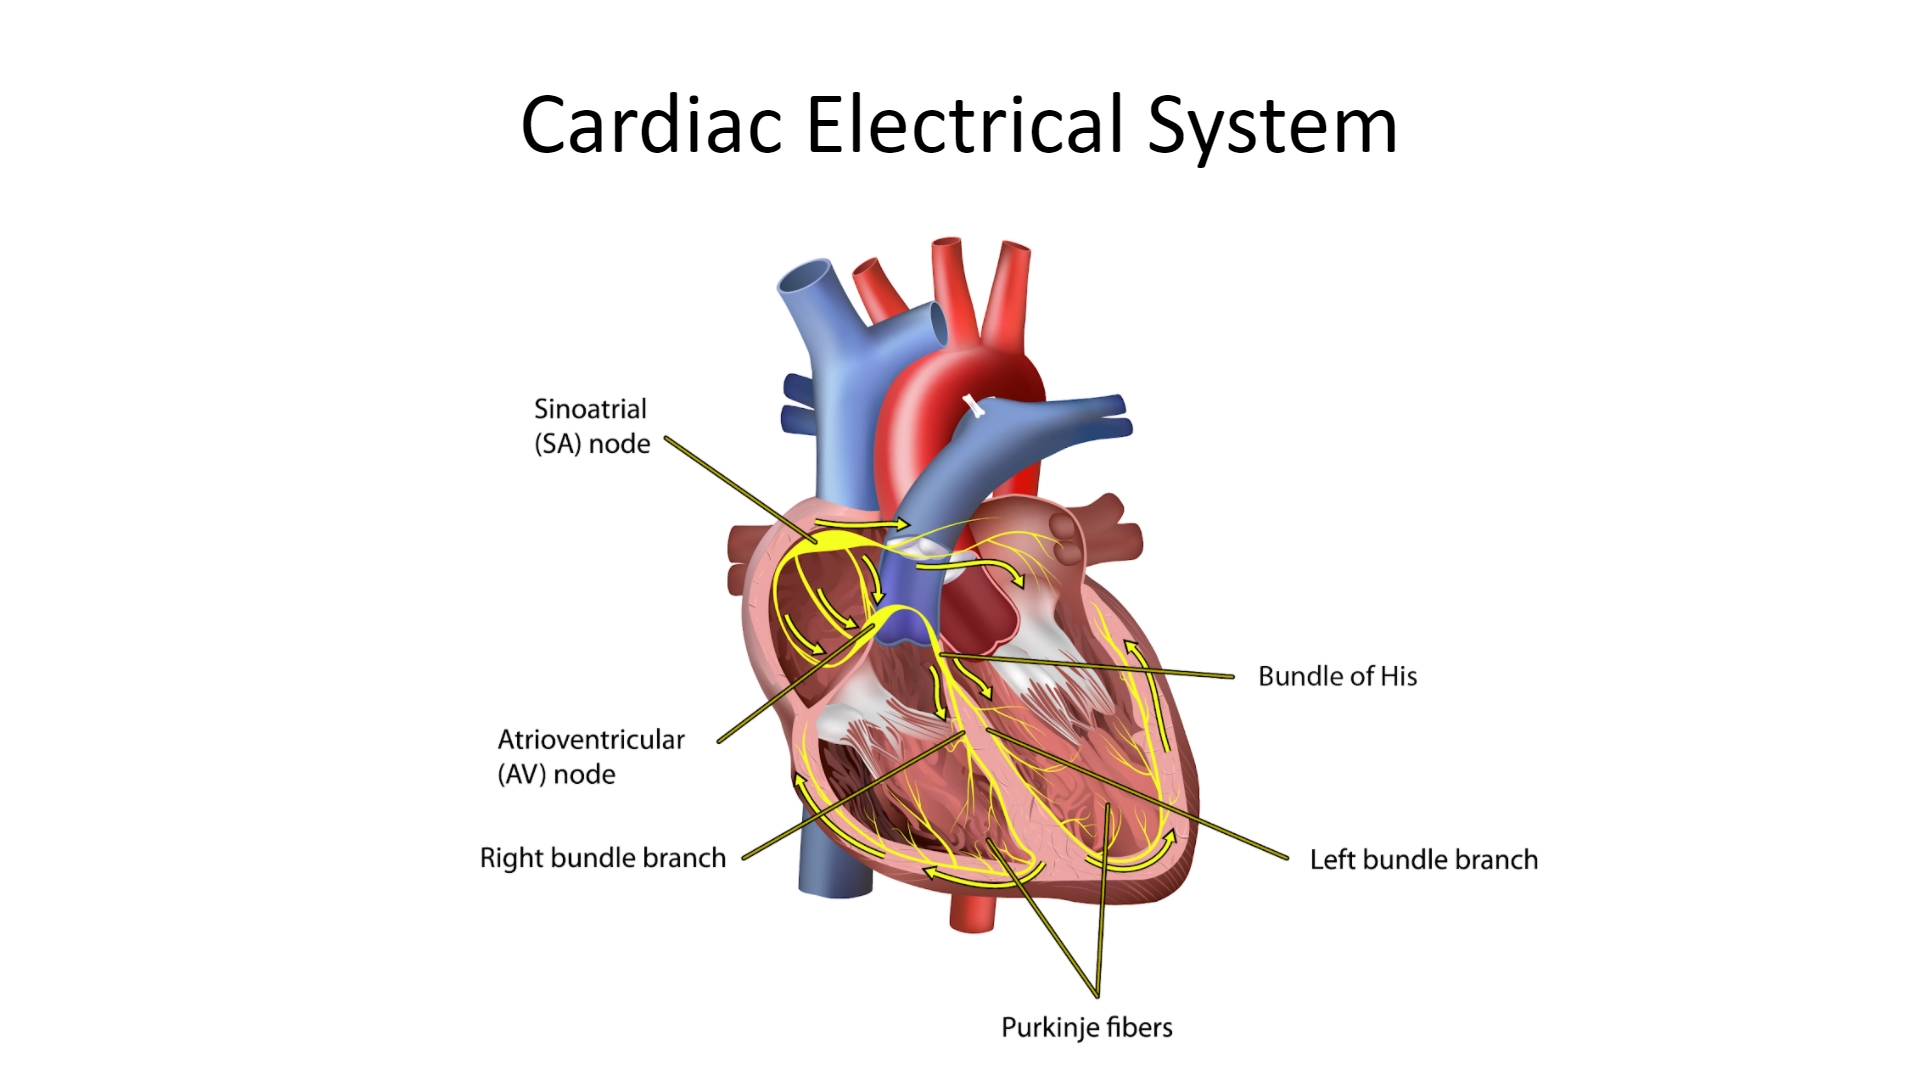 Cardiac Electrical System
Sinoatrial
(SA) node
Bundle of His
Atrioventricular
(AV) node
Right bundle branch
Left bundle branch
Purkinje fibers